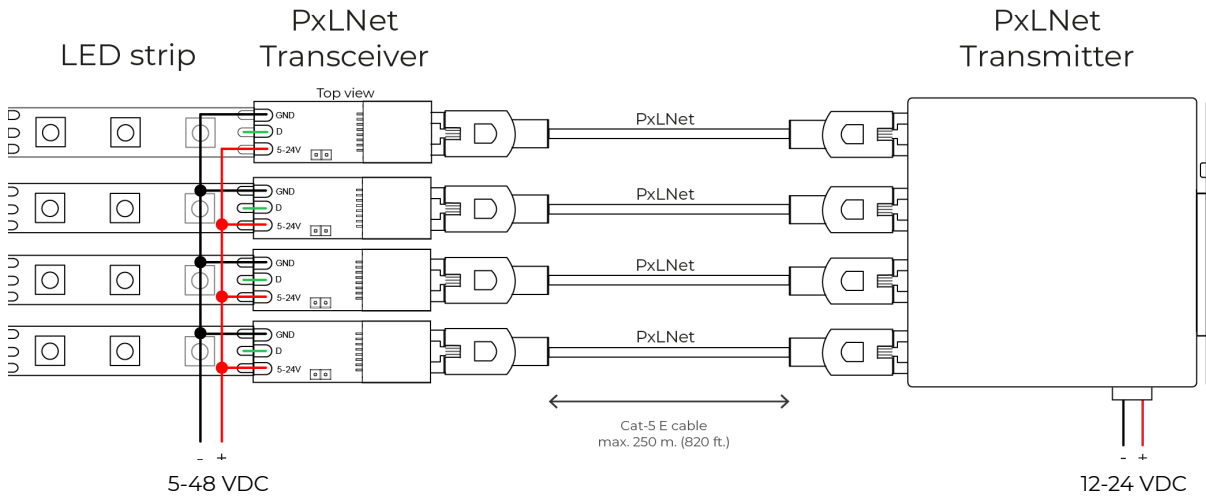 LED strip
PxLNet
Transceiver
PxLNet
Transmitter
Top view
GND
D
5-24V
PxLNet
GND
D
5-24V
PxLNet
GND
D
5-24V
PxLNet
GND
D
5-24V
PxLNet
Cat-5 E cable
max. 250 m. (820 ft.)
- +
5-48 VDC
- +
12-24 VDC